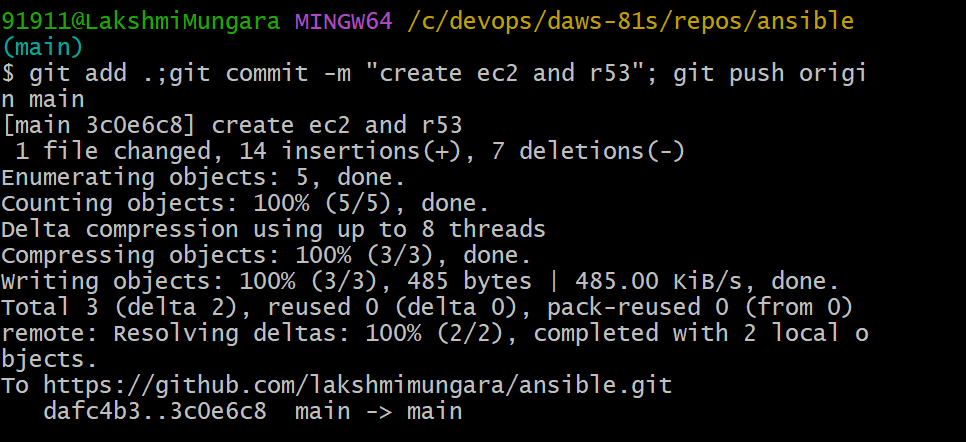 91911@LakshmiMungara MINGW64 /c/devops/daws-81s/repos/ansible
(main)
$ git add .;git commit -m "create ec2 and r53"; git push origi
n main
[main 3c0e6c8] create ec2 and r53
 1 file changed, 14 insertions(+), 7 deletions(-)
Enumerating objects: 5, done.
Counting objects: 100% (5/5), done.
Delta compression using up to 8 threads
Compressing objects: 100% (3/3), done.
Writing objects: 100% (3/3), 485 bytes | 485.00 KiB/s, done.
Total 3 (delta 2), reused 0 (delta 0), pack-reused 0 (from 0)
remote: Resolving deltas: 100% (2/2), completed with 2 local o
bjects.
To https://github.com/lakshmimungara/ansible.git
   dafc4b3..3c0e6c8  main -> main